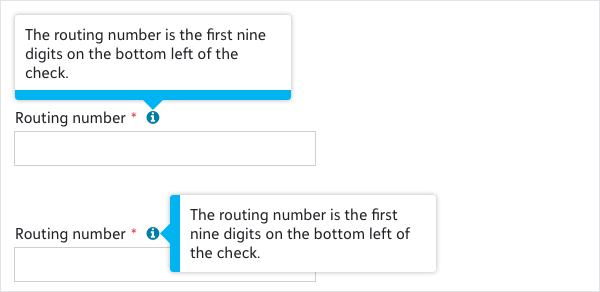 The routing number is the first nine
digits on the bottom left of the
check.
Routing number *
Routing number *
The routing number is the first
nine digits on the bottom left of
the check.